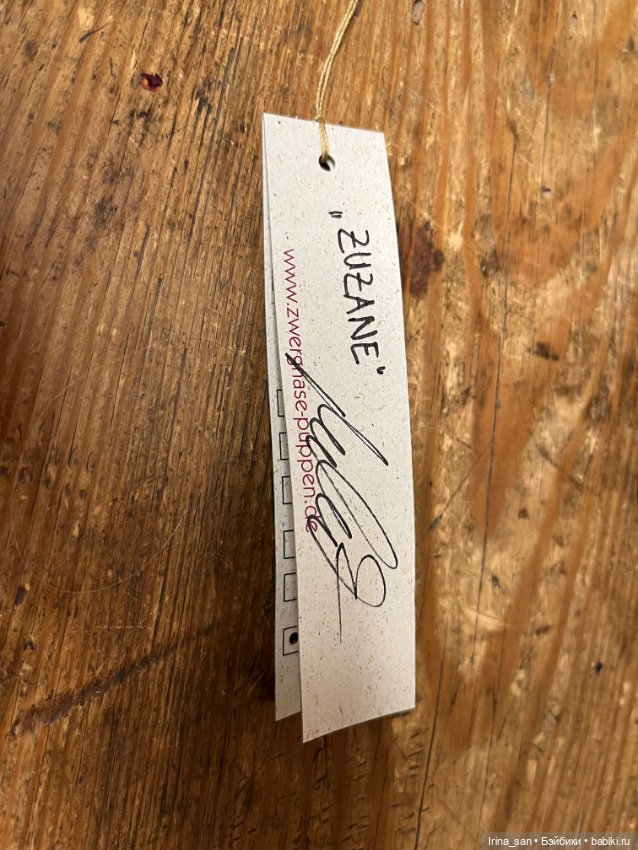 „ZUZANE“
www.zwergnase-puppen.de
Irina_san • Бэйбики • babiki.ru